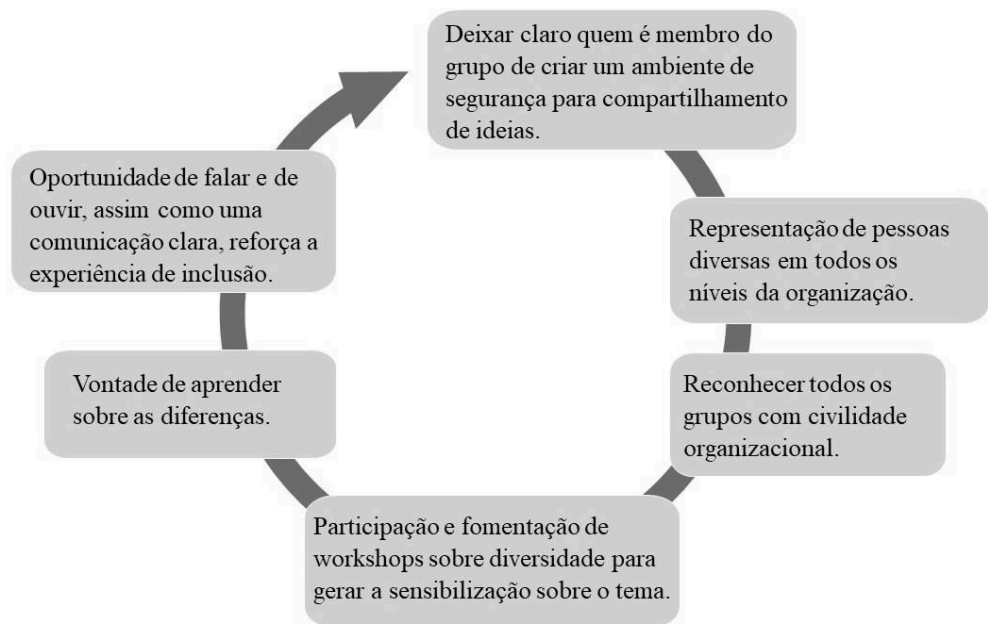 Deixar claro quem é membro do
grupo de criar um ambiente de
segurança para compartilhamento
de ideias.
Representação de pessoas
diversas em todos os
níveis da organização.
Reconhecer todos os
grupos com civilidade
organizacional.
Participação e fomentação de
workshops sobre diversidade para
gerar a sensibilização sobre o tema.
Vontade de aprender
sobre as diferenças.
Oportunidade de falar e de
ouvir, assim como uma
comunicação clara, reforça a
experiência de inclusão.